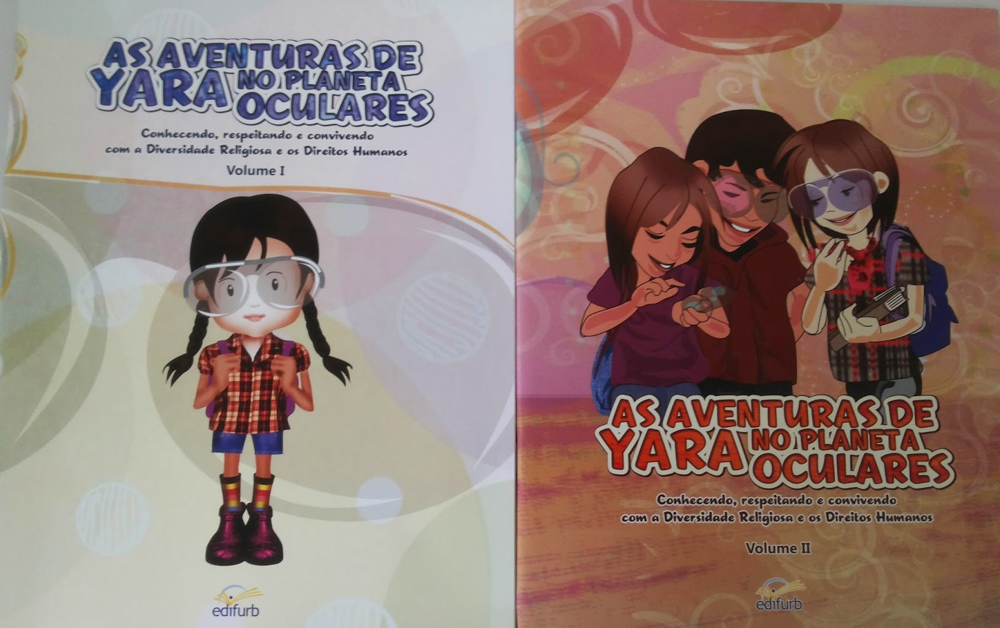 AS AVENTURAS DE
YARA NO PLANETA
OCULARES
Conhecendo, respeitando e convivendo
com a Diversidade Religiosa e os Direitos Humanos
Volume I
edifurb
AS AVENTURAS DE
YARA NO PLANETA
OCULARES
Conhecendo, respeitando e convivendo
com a Diversidade Religiosa e os Direitos Humanos
Volume II
edifurb